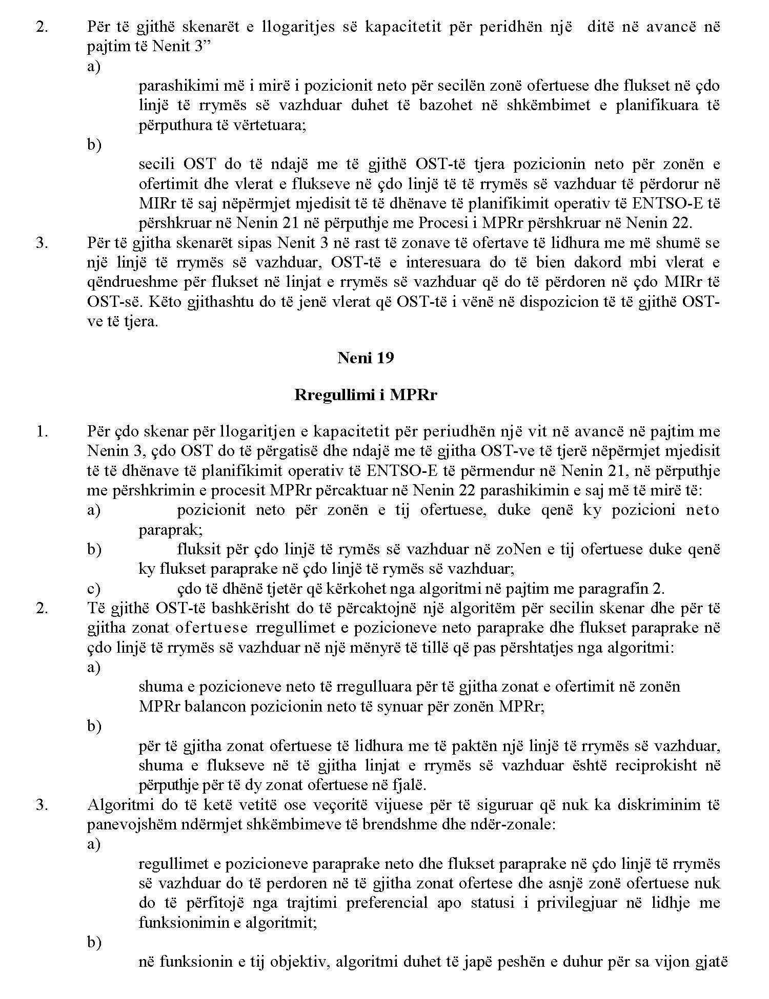 2. Për të gjithë skenarët e llogaritjes së kapacitetit për peridhën një ditë në avancë në
pajtim të Nenit 3”
a)
parashikimi më i mirë i pozicionit neto për secilën zonë ofertuese dhe flukset në çdo
linjë të rrymës së vazhduar duhet të bazohet në shkëmbimet e planifikuara të
përputhura të vërtetuara;
b)
secili OST do të ndajë me të gjithë OST-të tjera pozicionin neto për zonën e
ofertimit dhe vlerat e flukseve në çdo linjë të të rrymës së vazhduar të përdorur në
MIRr të saj nëpërmjet mjedisit të të dhënave të planifikimit operativ të ENTSO-E të
përshkruar në Nenin 21 në përputhje me Procesi i MPRr përshkruar në Nenin 22.
3. Për të gjitha skenarët sipas Nenit 3 në rast të zonave të ofertave të lidhura me më shumë se
një linjë të rrymës së vazhduar, OST-të e interesuara do të bien dakord mbi vlerat e
qëndrueshme për flukset në linjat e rrymës së vazhduar që do të përdoren në çdo MIRr të
OST-së. Këto gjithashtu do të jenë vlerat që OST-të i vënë në dispozicion të të gjithë OST-
ve të tjera.
Neni 19
Rregullimi i MPRr
1. Për çdo skenar për llogaritjen e kapacitetit për periudhën një vit në avancë në pajtim me
Nenin 3, çdo OST do të përgatisë dhe ndajë me të gjitha OST-ve të tjerë nëpërmjet mjedisit
të të dhënave të planifikimit operativ të ENTSO-E të përmendur në Nenin 21, në përputhje
me përshkrimin e procesit MPRr përcaktuar në Nenin 22 parashikimin e saj më të mirë të:
a) pozicionit neto për zonën e tij ofertuese, duke qenë ky pozicioni neto
paraprak;
b) fluksit për çdo linjë të rymës së vazhduar në zoNen e tij ofertuese duke qenë
ky flukset paraprake në çdo linjë të rymës së vazhduar;
c) çdo të dhënë tjetër që kërkohet nga algoritmi në pajtim me paragrafin 2.
2. Të gjithë OST-të bashkërisht do të përcaktojnë një algoritëm për secilin skenar dhe për të
gjitha zonat ofertuese rregullimet e pozicioneve neto paraprake dhe flukset paraprake në
çdo linjë të rrymës së vazhduar në një mënyrë të tillë që pas përshtatjes nga algoritmi:
a)
shuma e pozicioneve neto të rregulluara për të gjitha zonat e ofertimit në zonën
MPRr balancon pozicionin neto të synuar për zonën MPRr;
b)
për të gjitha zonat ofertuese të lidhura me të paktën një linjë të rrymës së vazhduar,
shuma e flukseve në të gjitha linjat e rrymës së vazhduar është reciprokisht në
përputhje për të dy zonat ofertuese në fjalë.
3. Algoritmi do të ketë vetitë ose veçoritë vijuese për të siguruar që nuk ka diskriminim të
panevojshëm ndërmjet shkëmbimeve të brendshme dhe ndër-zonale:
a)
regullimet e pozicioneve paraprake neto dhe flukset paraprake në çdo linjë të rrymës
së vazhduar do të perdoren në të gjitha zonat ofertese dhe asnjë zonë ofertuese nuk
do të përfitojë nga trajtimi preferencial apo statusi i privilegjuar në lidhje me
funksionimin e algoritmit;
b)
në funksionin e tij objektiv, algoritmi duhet të japë peshën e duhur për sa vijon gjatë